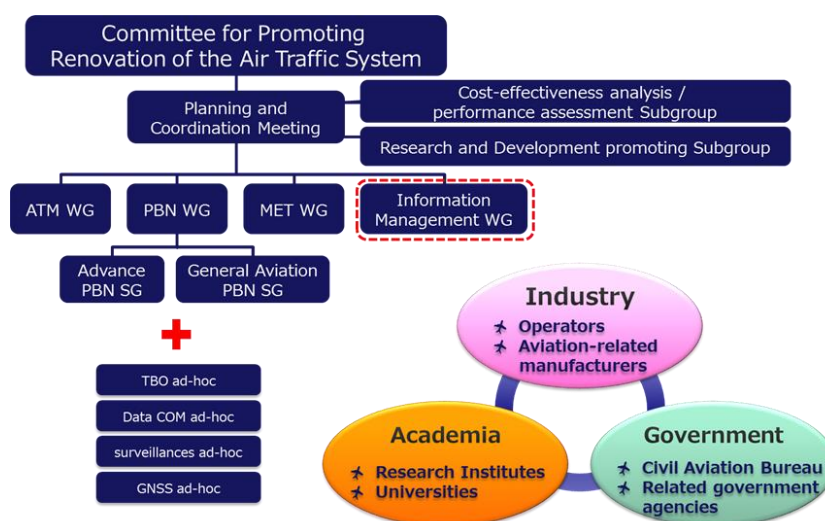 Committee for Promoting
Renovation of the Air Traffic System
Planning and
Coordination Meeting
Cost-effectiveness analysis /
performance assessment Subgroup
Research and Development promoting Subgroup
ATM WG
PBN WG
MET WG
Information
Management WG
Advance
PBN SG
General Aviation
PBN SG
TBO ad-hoc
Data COM ad-hoc
surveillances ad-hoc
GNSS ad-hoc
Industry
Operators
Aviation-related
manufacturers
Academia
Research Institutes
Universities
Government
Civil Aviation Bureau
Related government
agencies